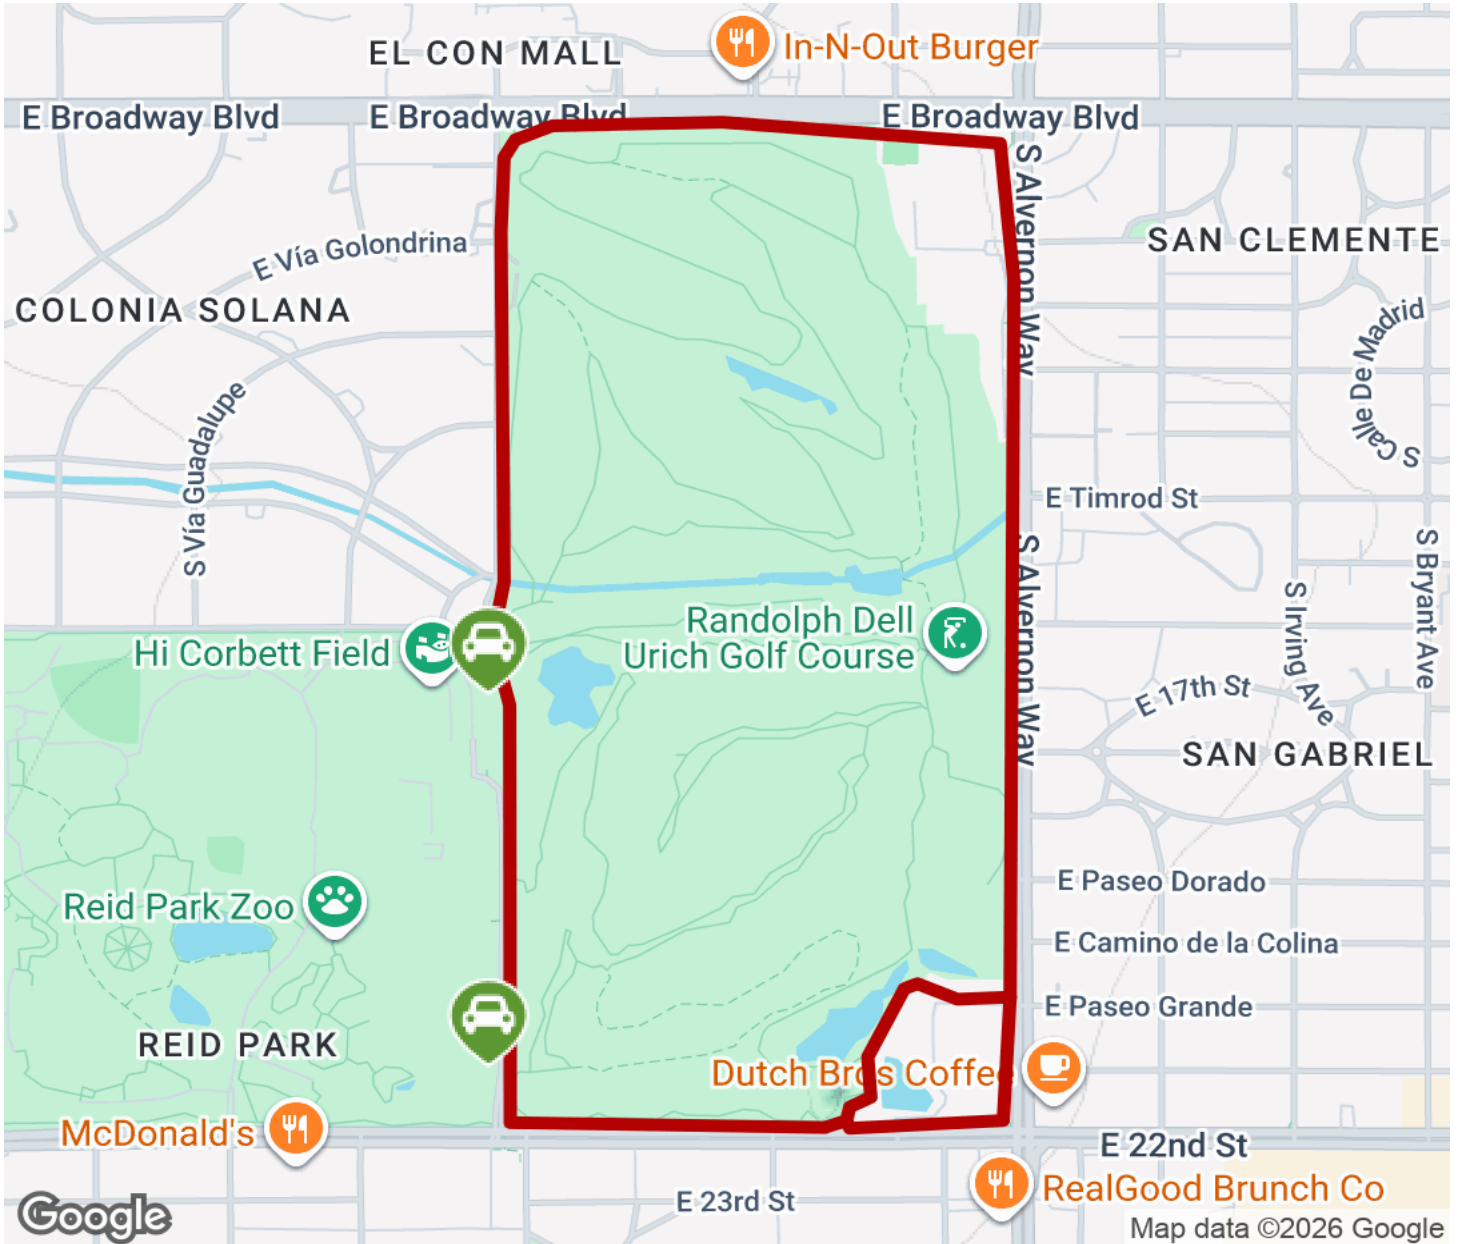 EL CON MALL
In-N-Out Burger
E Broadway Blvd
E Broadway Blvd
E Broadway Blvd
S Alvernon Way
E Vía Golondrina
SAN CLEMENTE
COLONIA SOLANA
S Calle De Madrid
S Vía Guadalupe
E Timrod St
S Alvernon Way
S Bryant Ave
S Irving Ave
Hi Corbett Field
Randolph Dell
Urich Golf Course
E 17th St
SAN GABRIEL
E Paseo Dorado
Reid Park Zoo
E Camino de la Colina
E Paseo Grande
REID PARK
Dutch Bros Coffee
McDonald's
E 22nd St
RealGood Brunch Co
E 23rd St
Google
Map data ©2026 Google